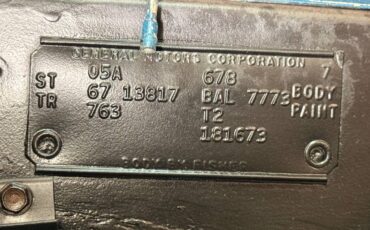 GENERAL MOTORS CORPORATION 7
05A 678
ST 67 13817 BAL 7773 BODY
TR 763 T2 PAINT
181673
BODY BY FISHER